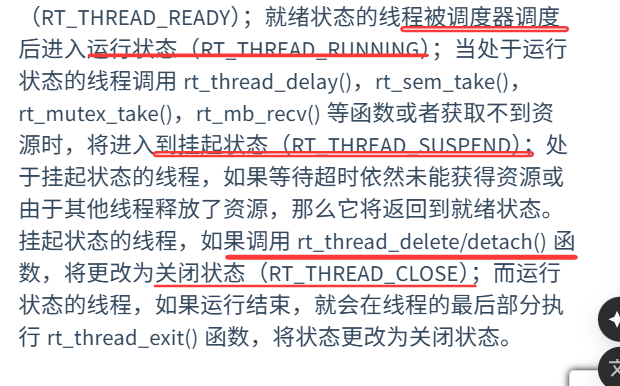 （RT_THREAD_READY）；就绪状态的线程被调度器调度
后进入运行状态（RT_THREAD_RUNNING）；当处于运行
状态的线程调用 rt_thread_delay()，rt_sem_take()，
rt_mutex_take()，rt_mb_recv() 等函数或者获取不到资
源时，将进入到挂起状态（RT_THREAD_SUSPEND）；处
于挂起状态的线程，如果等待超时依然未能获得资源或
由于其他线程释放了资源，那么它将返回到就绪状态。
挂起状态的线程，如果调用 rt_thread_delete/detach() 函
数，将更改为关闭状态（RT_THREAD_CLOSE）；而运行
状态的线程，如果运行结束，就会在线程的最后部分执
行 rt_thread_exit() 函数，将状态更改为关闭状态。